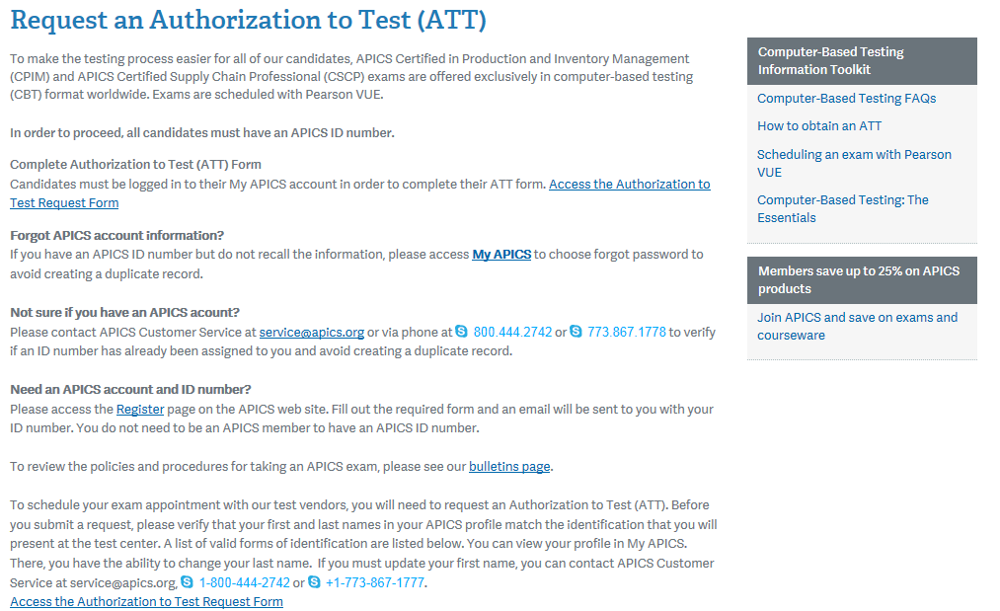 Request an Authorization to Test (ATT)
To make the testing process easier for all of our candidates, APICS Certified in Production and Inventory Management
(CPIM) and APICS Certified Supply Chain Professional (CSCP) exams are offered exclusively in computer-based testing
(CBT) format worldwide. Exams are scheduled with Pearson VUE.
In order to proceed, all candidates must have an APICS ID number.
Complete Authorization to Test (ATT) Form
Candidates must be logged in to their My APICS account in order to complete their ATT form. Access the Authorization to
Test Request Form
Forgot APICS account information?
If you have an APICS ID number but do not recall the information, please access My APICS to choose forgot password to
avoid creating a duplicate record.
Not sure if you have an APICS acount?
Please contact APICS Customer Service at service@apics.org or via phone at 800.444.2742 or 773.867.1778 to verify
if an ID number has already been assigned to you and avoid creating a duplicate record.
Need an APICS account and ID number?
Please access the Register page on the APICS web site. Fill out the required form and an email will be sent to you with your
ID number. You do not need to be an APICS member to have an APICS ID number.
To review the policies and procedures for taking an APICS exam, please see our bulletins page.
To schedule your exam appointment with our test vendors, you will need to request an Authorization to Test (ATT). Before
you submit a request, please verify that your first and last names in your APICS profile match the identification that you will
present at the test center. A list of valid forms of identification are listed below. You can view your profile in My APICS.
There, you have the ability to change your last name. If you must update your first name, you can contact APICS Customer
Service at service@apics.org, 1-800-444-2742 or +1-773-867-1777.
Access the Authorization to Test Request Form
Computer-Based Testing
Information Toolkit
Computer-Based Testing FAQs
How to obtain an ATT
Scheduling an exam with Pearson
VUE
Computer-Based Testing: The
Essentials
Members save up to 25% on APICS
products
Join APICS and save on exams and
courseware